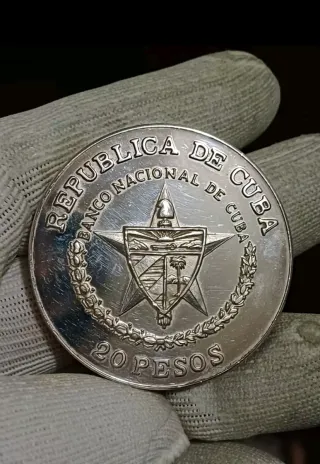 REPUBLICA DE CUBA
BANCO NACIONAL DE CUBA
20 PESOS